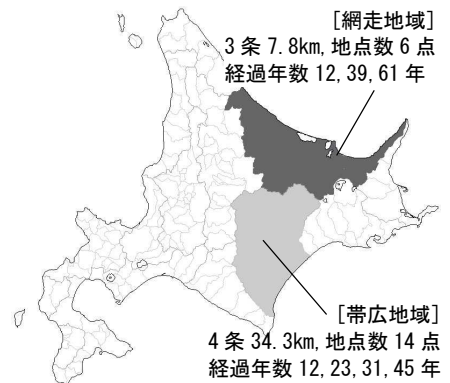 [網走地域]
3 条 7.8km, 地点数 6 点
経過年数 12, 39, 61 年
[帯広地域]
4 条 34.3km, 地点数 14 点
経過年数 12, 23, 31, 45 年